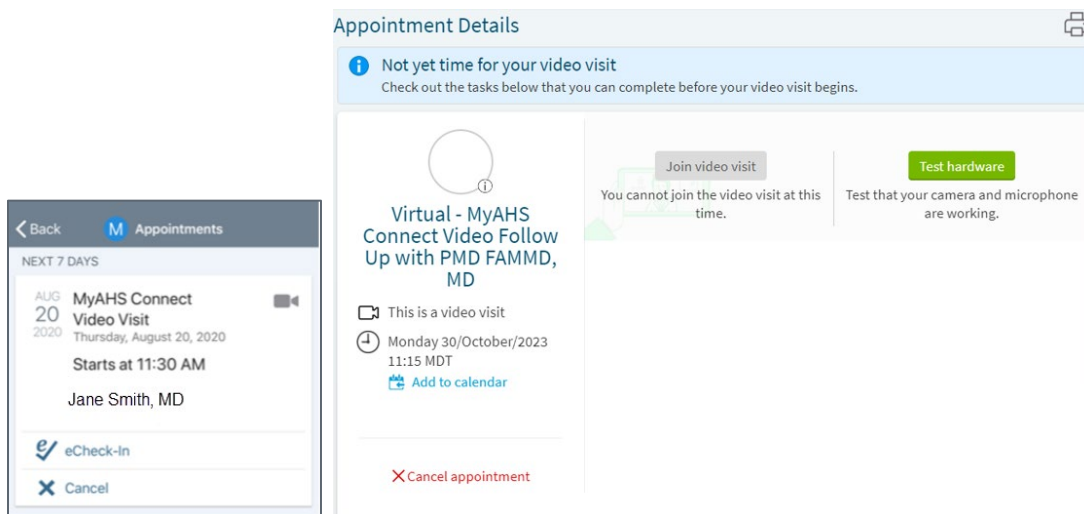 Back
M Appointments
NEXT 7 DAYS
AUG
20
2020
MyAHS Connect
Video Visit
Thursday, August 20, 2020
Starts at 11:30 AM
Jane Smith, MD
eCheck-In
Cancel
Appointment Details
Not yet time for your video visit
Check out the tasks below that you can complete before your video visit begins.
Virtual - MyAHS
Connect Video Follow
Up with PMD FAMMD,
MD
This is a video visit
Monday 30/October/2023
11:15 MDT
Add to calendar
Cancel appointment
Join video visit
You cannot join the video visit at this
time.
Test hardware
Test that your camera and microphone
are working.